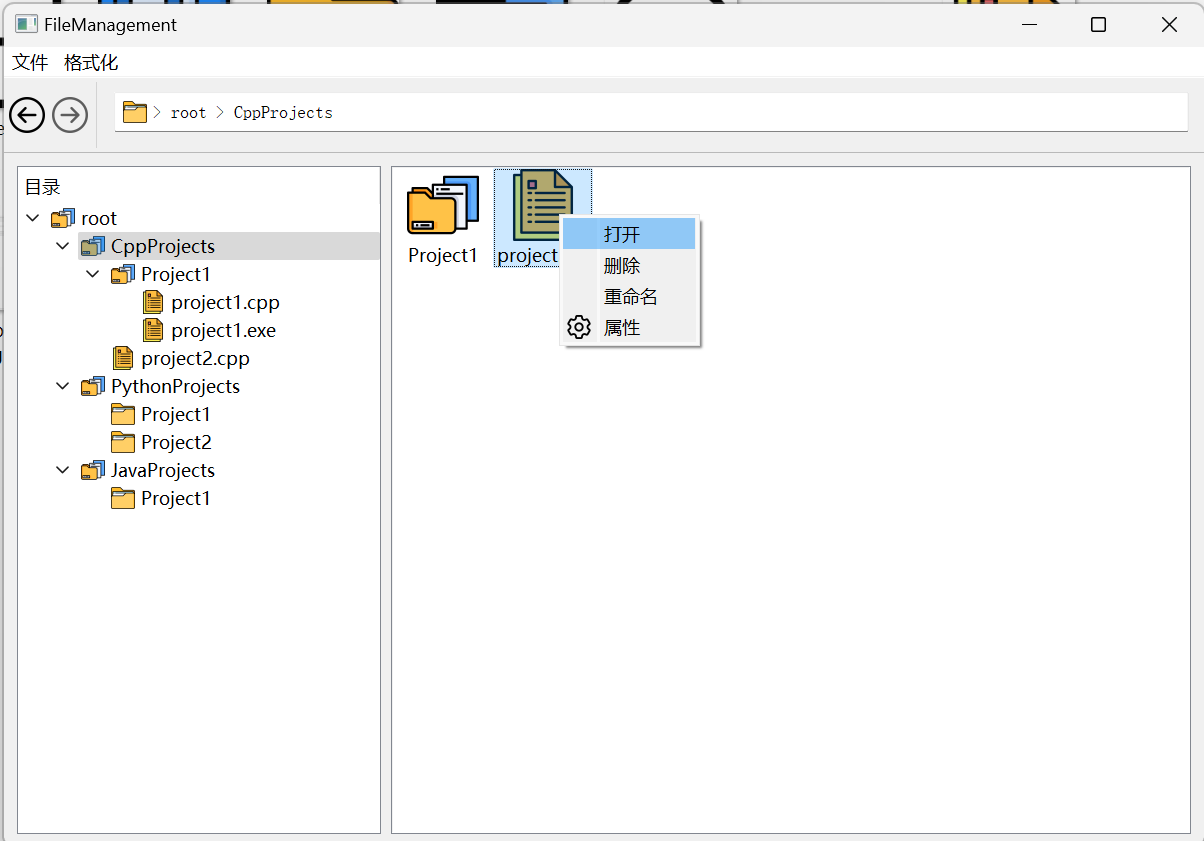 FileManagement
文件 格式化
root > CppProjects
目录
root
CppProjects
Project1
project1.cpp
project1.exe
project2.cpp
PythonProjects
Project1
Project2
JavaProjects
Project1
Project1
project
打开
删除
重命名
属性